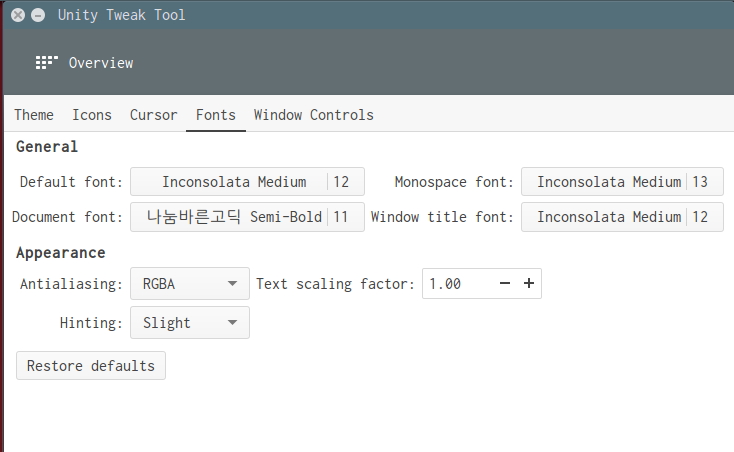 Unity Tweak Tool
Overview
Theme Icons Cursor Fonts Window Controls
General
Default font: Inconsolata Medium 12 Monospace font: Inconsolata Medium 13
Document font: 나눔바른고딕 Semi-Bold 11 Window title font: Inconsolata Medium 12
Appearance
Antialiasing: RGBA Text scaling factor: 1.00 − +
Hinting: Slight
Restore defaults